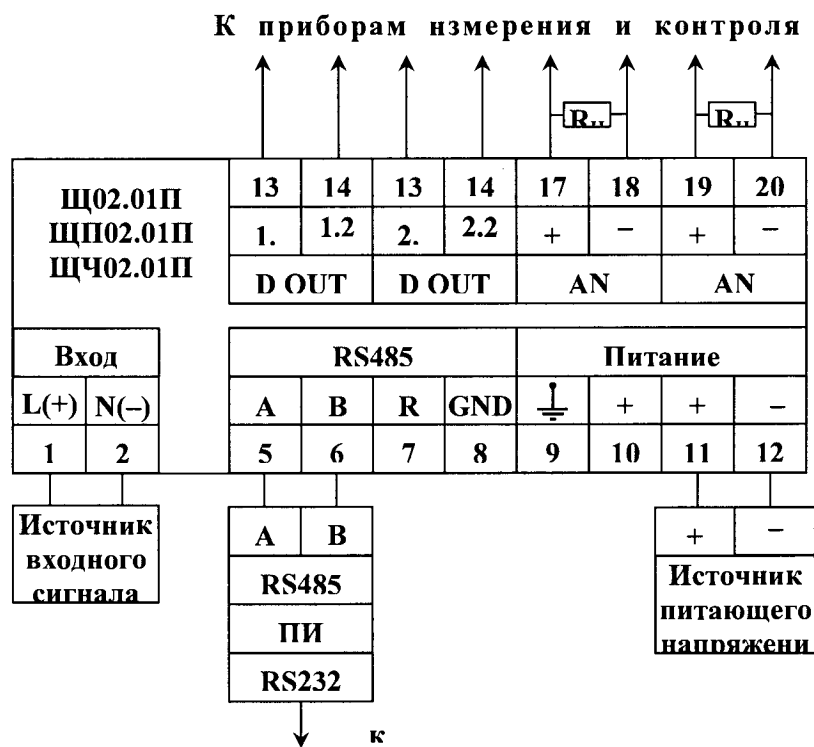 К приборам нзмерения и контроля
Rн Rн
Щ02.01П
ЩП02.01П
ЩЧ02.01П
13 14 13 14 17 18 19 20
1. 1.2 2. 2.2 + − + −
D OUT D OUT AN AN
Вход RS485 Питание
L(+) N(−) A B R GND + + −
1 2 5 6 7 8 9 10 11 12
Источник
входного
сигнала
A B
RS485
ПИ
RS232
к
+ −
Источник
питающего
напряжени